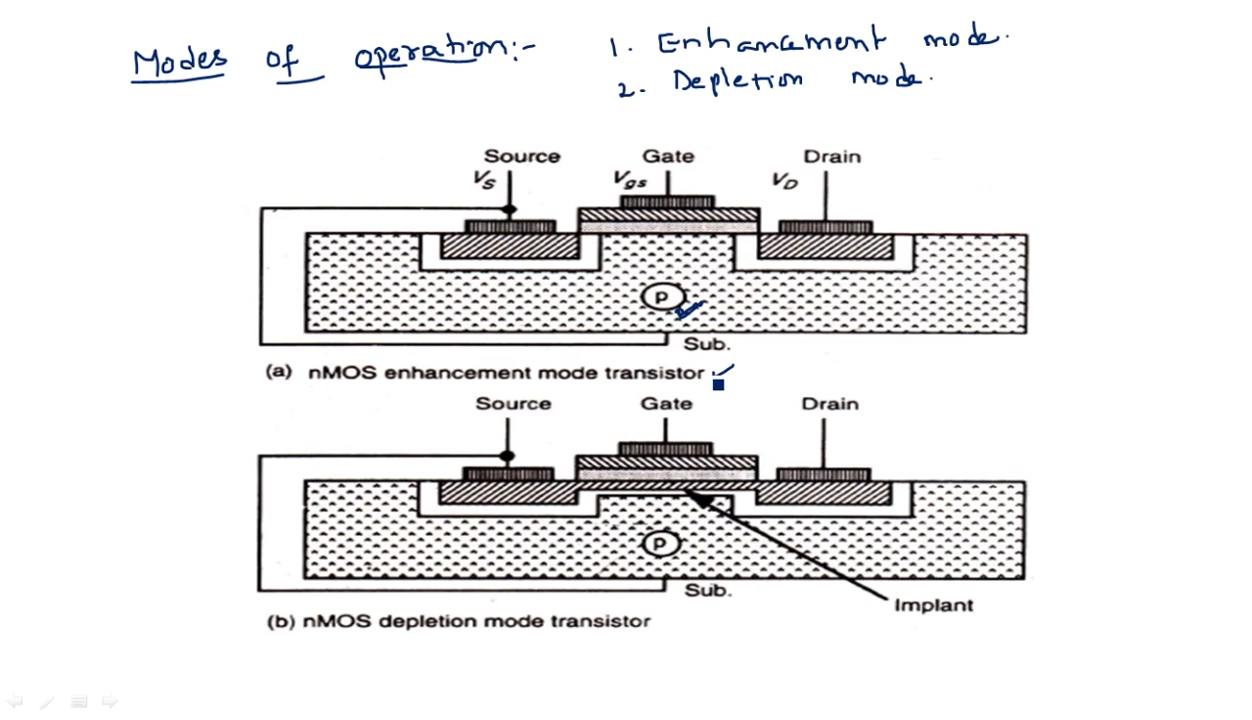 Modes of operation:-
1. Enhancement mode.
2. Depletion mode.
Source Gate Drain
VS Vgs VD
P
Sub.
(a) nMOS enhancement mode transistor
Source Gate Drain
P
Sub.
Implant
(b) nMOS depletion mode transistor